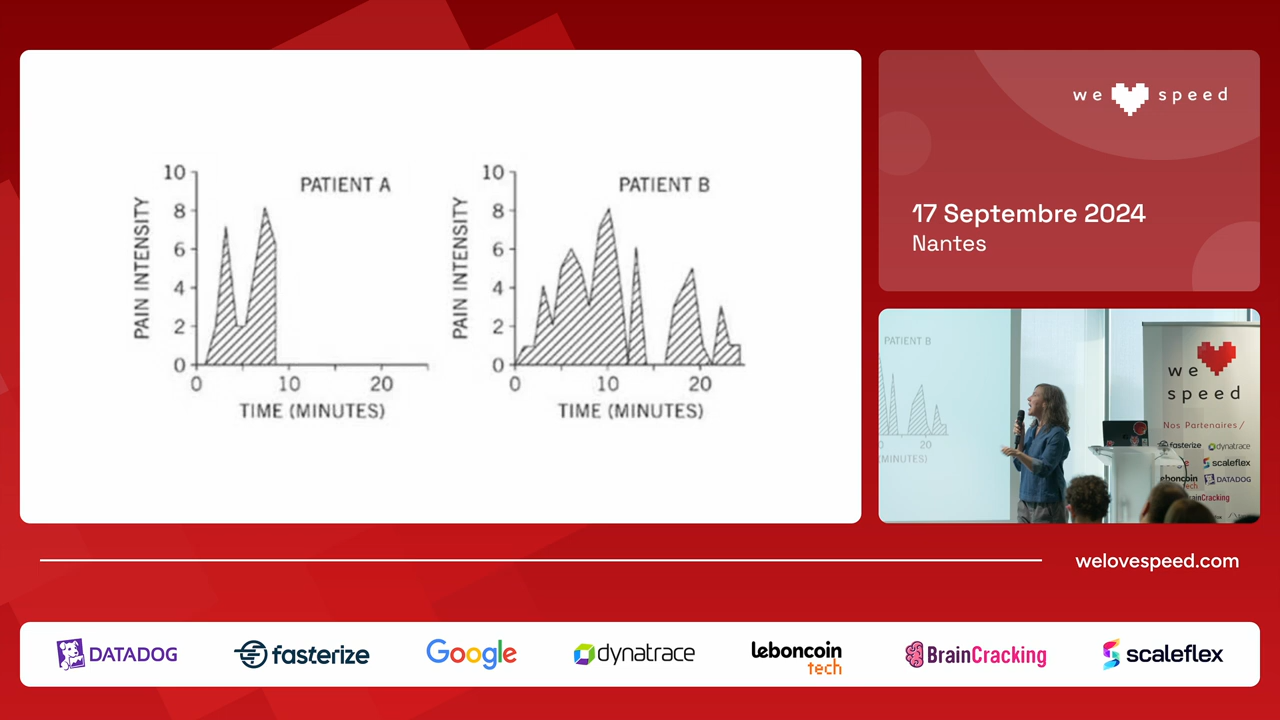 10
8
6
4
2
0
PAIN INTENSITY
PATIENT A
0
10
20
TIME (MINUTES)
10
8
6
4
2
0
PAIN INTENSITY
PATIENT B
0
10
20
TIME (MINUTES)
we speed
17 Septembre 2024
Nantes
PATIENT B
20
(MINUTES)
we
speed
Nos Partenaires/
fasterize
dynatrace
scaleflex
leboncoin
tech
DATADOG
BrainCracking
welovespeed.com
DATADOG
fasterize
Google
dynatrace
leboncoin
tech
BrainCracking
scaleflex